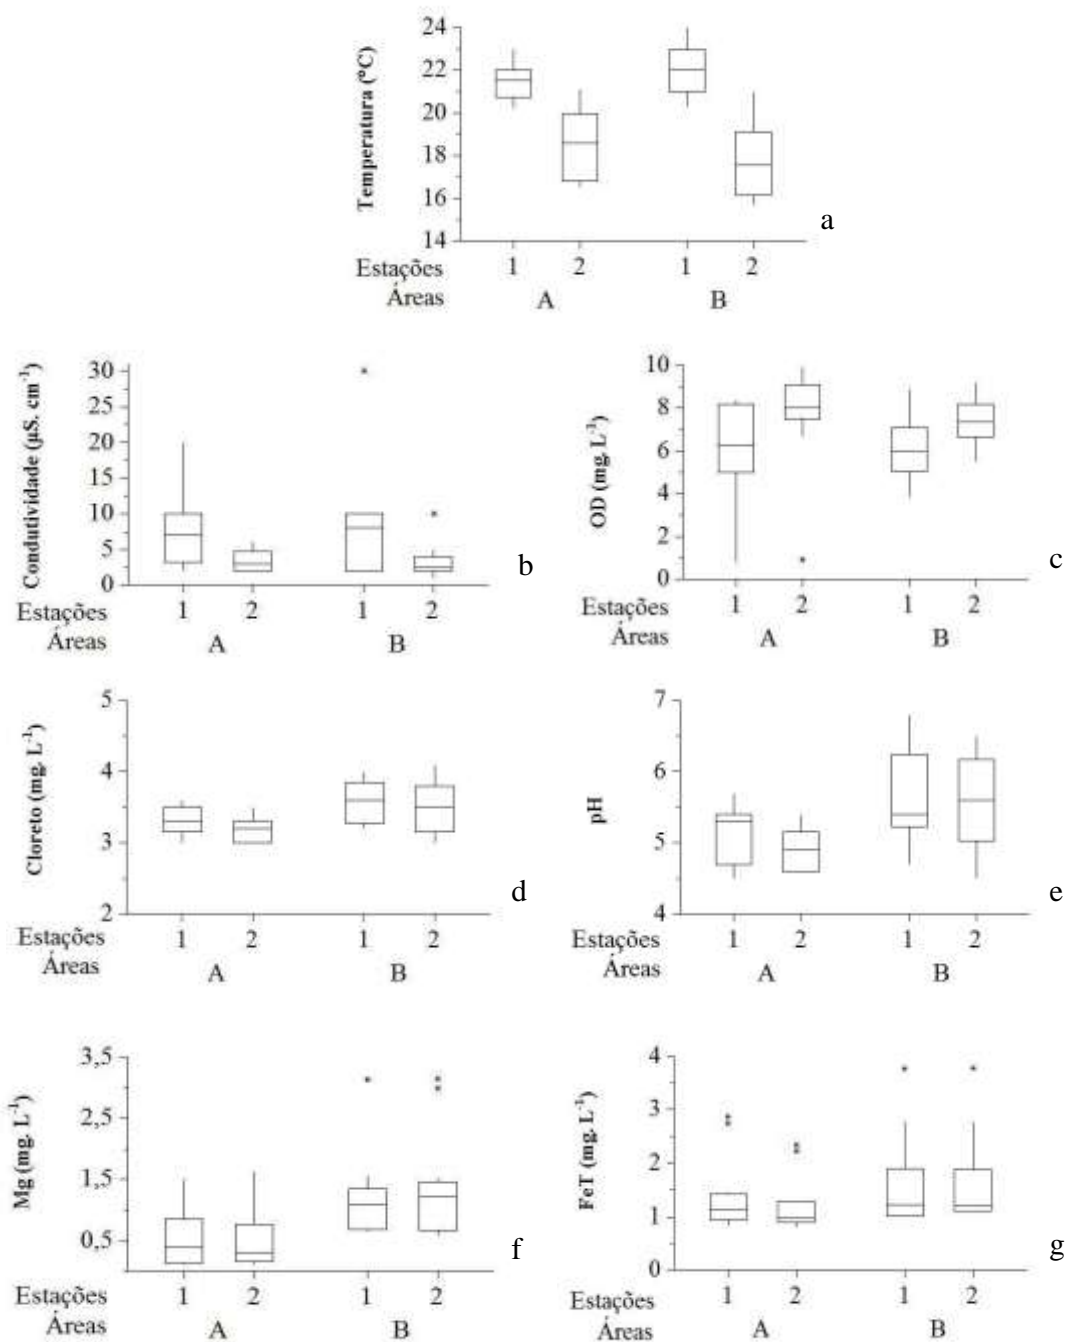 Temperatura (ºC)
24
22
20
18
16
14
Estações 1 2 1 2
Áreas A B
a
Condutividade (µS. cm-1)
30
25
20
15
10
5
0
Estações 1 2 1 2
Áreas A B
b
OD (mg. L-1)
10
8
6
4
2
0
Estações 1 2 1 2
Áreas A B
c
Cloreto (mg. L-1)
5
4
3
2
Estações 1 2 1 2
Áreas A B
d
pH
7
6
5
4
Estações 1 2 1 2
Áreas A B
e
Mg (mg. L-1)
3,5
2,5
1,5
0,5
Estações 1 2 1 2
Áreas A B
f
FeT (mg. L-1)
4
3
2
1
0
Estações 1 2 1 2
Áreas A B
g